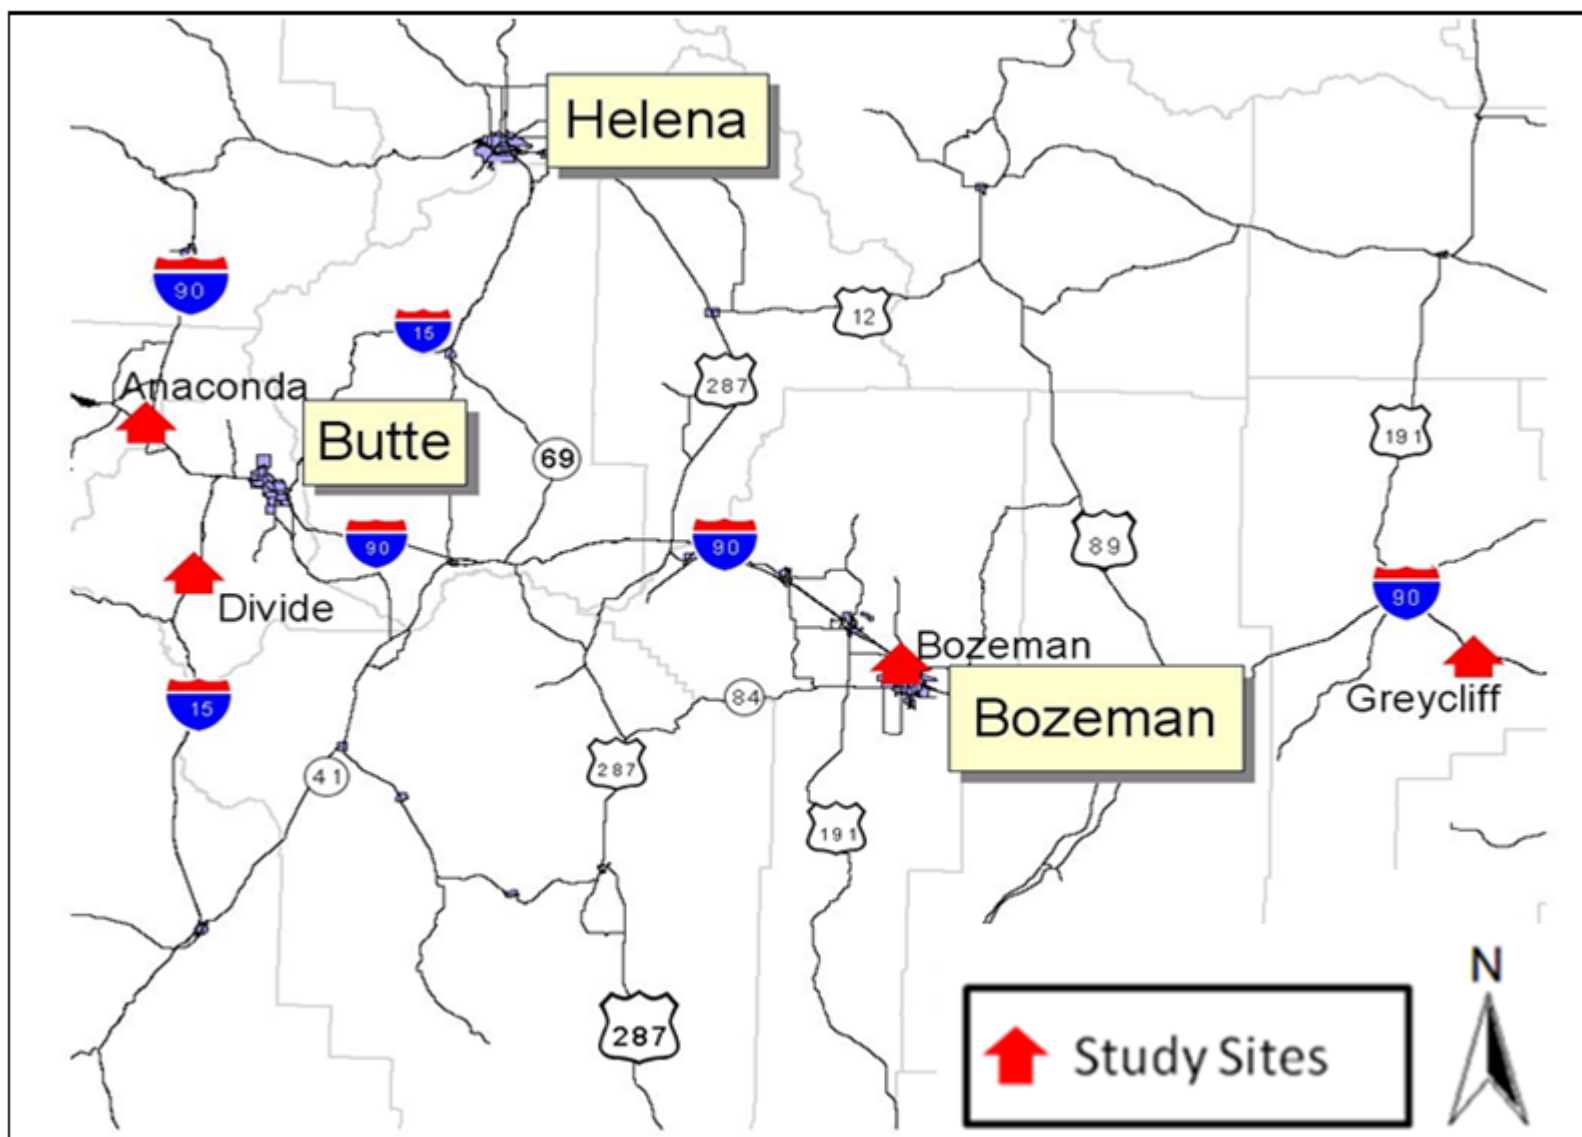 Helena
90
15
12
Anaconda
287
Butte
191
69
90
90
89
90
Divide
Bozeman
Greycliff
15
84
Bozeman
287
41
191
N
287
Study Sites